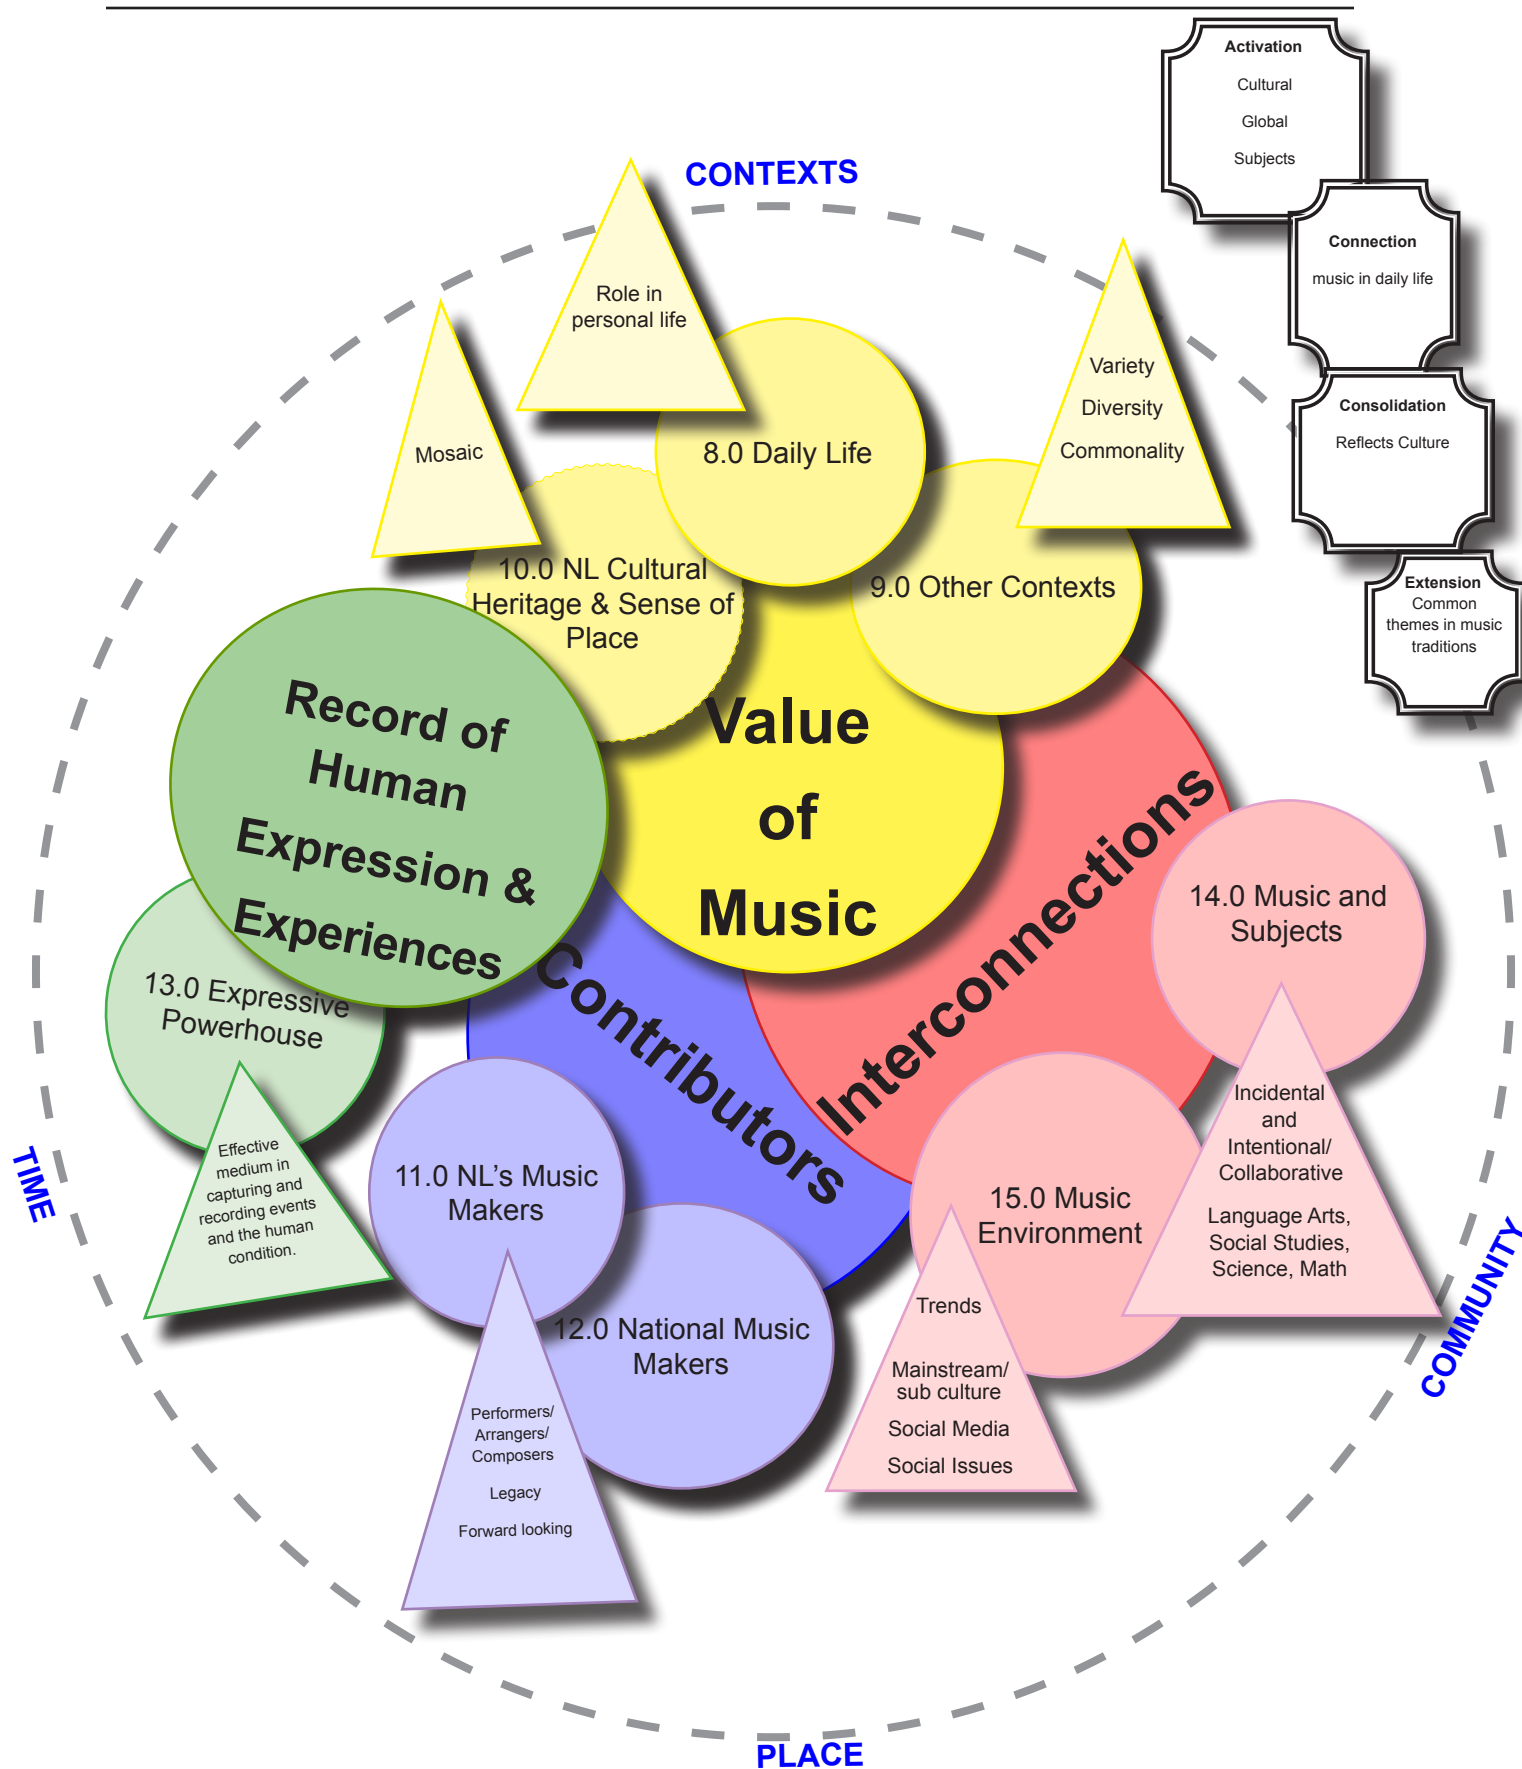 Activation
Cultural
Global
Subjects
Connection
music in daily life
Consolidation
Reflects Culture
Extension
Common
themes in music
traditions
CONTEXTS
Role in
personal life
Mosaic
Variety
Diversity
Commonality
8.0 Daily Life
10.0 NL Cultural
Heritage & Sense of
Place
9.0 Other Contexts
Record of
Human
Expression &
Experiences
Value
of
Music
Interconnections
Contributors
14.0 Music and
Subjects
13.0 Expressive
Powerhouse
Effective
medium in
capturing and
recording events
and the human
condition.
11.0 NL’s Music
Makers
12.0 National Music
Makers
Performers/
Arrangers/
Composers
Legacy
Forward looking
15.0 Music
Environment
Trends
Mainstream/
sub culture
Social Media
Social Issues
Incidental
and
Intentional/
Collaborative
Language Arts,
Social Studies,
Science, Math
TIME
COMMUNITY
PLACE